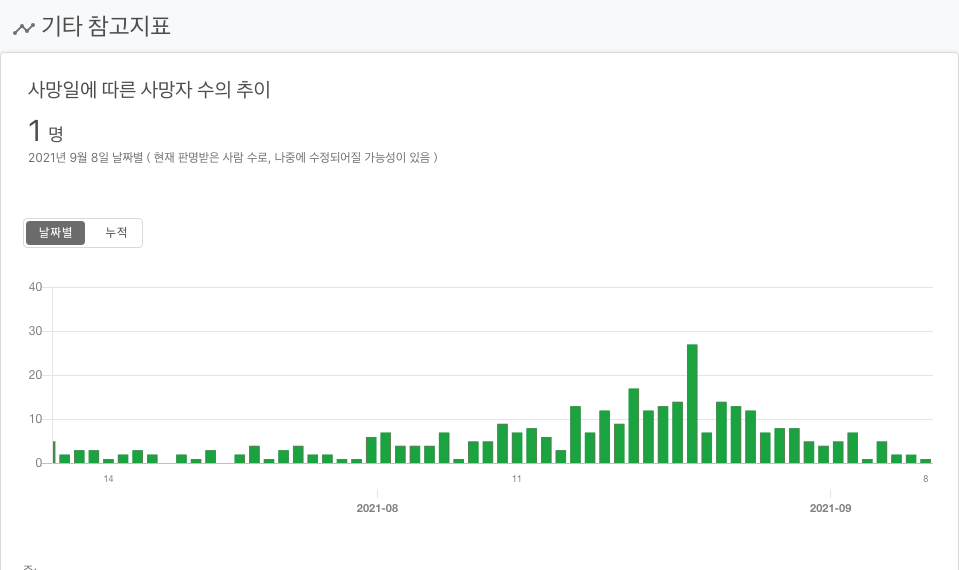 기타 참고지표
사망일에 따른 사망자 수의 추이
1 명
2021년 9월 8일 날짜별 ( 현재 판명받은 사람 수로, 나중에 수정되어질 가능성이 있음 )
날짜별 누적
40
30
20
10
0
14 11 8
2021-08 2021-09